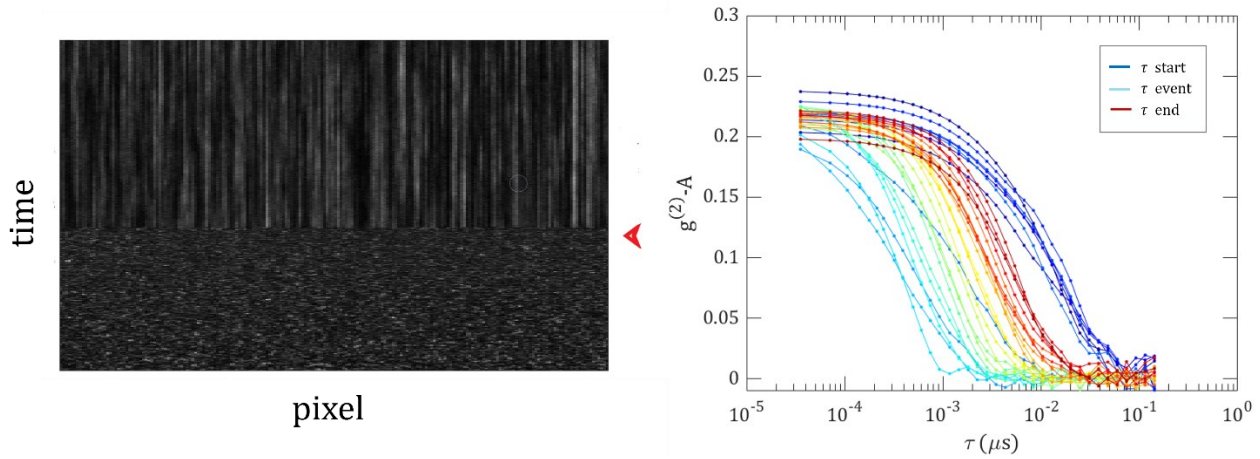 time
pixel
g(2)-A
0.3
0.25
0.2
0.15
0.1
0.05
0
τ start
τ event
τ end
10-5
10-4
10-3
10-2
10-1
100
τ (μs)